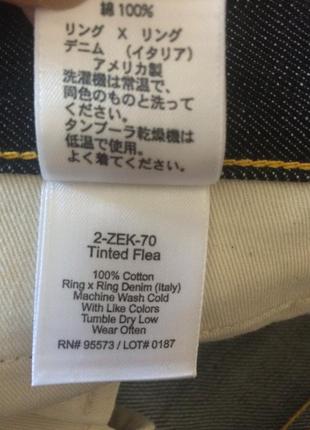 綿 100%
リング X リング
デニム （イタリア）
アメリカ製
洗濯機は常温で、
同色のものと洗って
ください。
タンブーラ乾燥機は
低温で使用。
よく着てください。
2-ZEK-70
Tinted Flea
100% Cotton
Ring x Ring Denim (italy)
Machine Wash Cold
With Like Colors
Tumble Dry Low
Wear Often
RN# 95573 / LOT# 0187